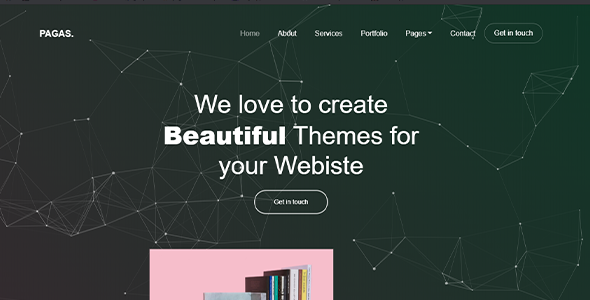 PAGAS.
Home About Services Portfolio Pages Contact Get in touch
We love to create
Beautiful Themes for
your Webiste
Get in touch